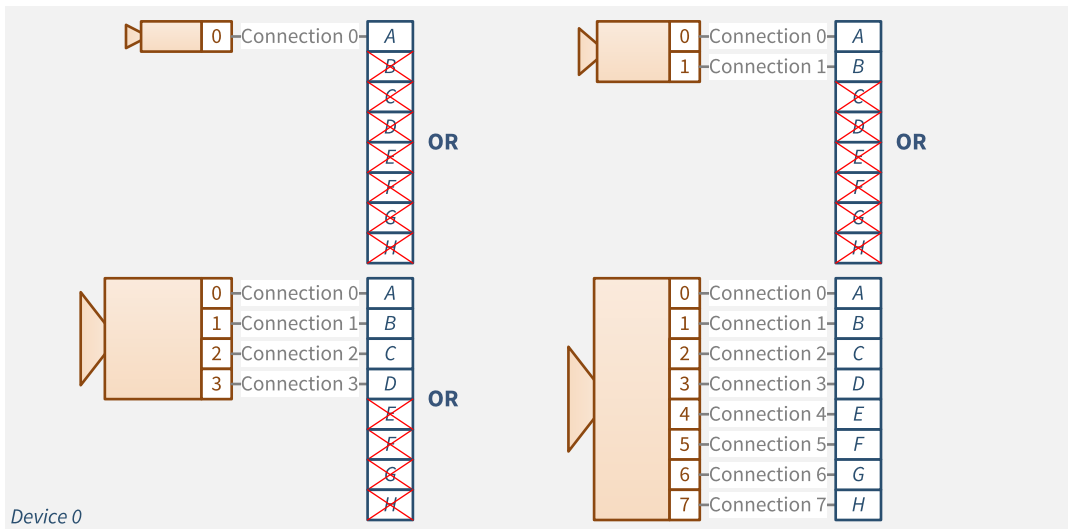 0 Connection 0 A
B
C
D
E
F
G
H
OR
0 Connection 0 A
1 Connection 1 B
C
D
E
F
G
H
OR
0 Connection 0 A
1 Connection 1 B
2 Connection 2 C
3 Connection 3 D
E
F
G
H
OR
0 Connection 0 A
1 Connection 1 B
2 Connection 2 C
3 Connection 3 D
4 Connection 4 E
5 Connection 5 F
6 Connection 6 G
7 Connection 7 H
Device 0